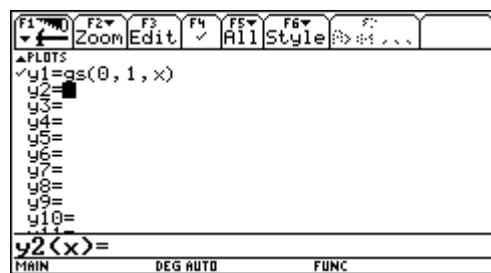 F1 F2 Zoom F3 Edit F4 ✓ F5 All F6 Style
PLOTS
✓y1=gs(0,1,x)
y2=
y3=
y4=
y5=
y6=
y7=
y8=
y9=
y10=
y2(x)=
MAIN DEG AUTO FUNC